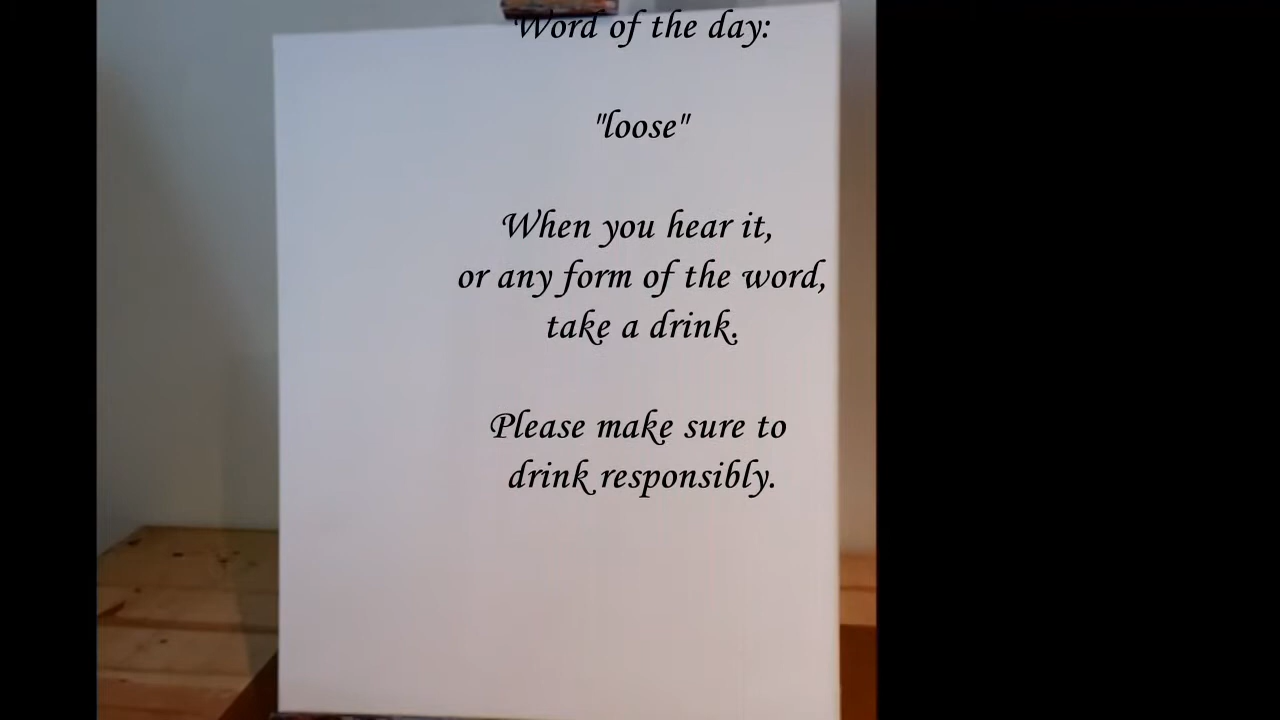 Word of the day:
"loose"
When you hear it,
or any form of the word,
take a drink.
Please make sure to
drink responsibly.